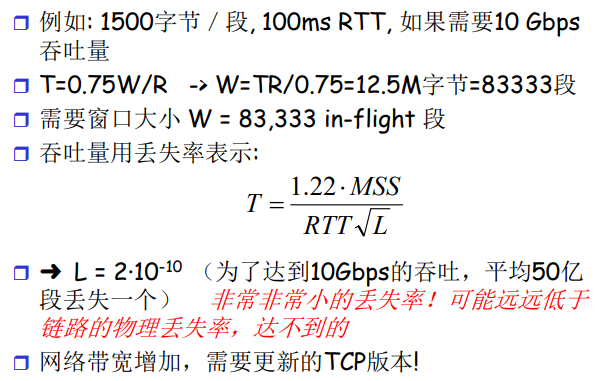 例如: 1500字节／段, 100ms RTT, 如果需要10 Gbps
吞吐量
T=0.75W/R -> W=TR/0.75=12.5M字节=83333段
需要窗口大小 W = 83,333 in-flight 段
吞吐量用丢失率表示:
T = 1.22·MSS / RTT√L
➜ L = 2·10⁻¹⁰ （为了达到10Gbps的吞吐，平均50亿
段丢失一个） 非常非常小的丢失率！可能远远低于
链路的物理丢失率，达不到的
网络带宽增加，需要更新的TCP版本!